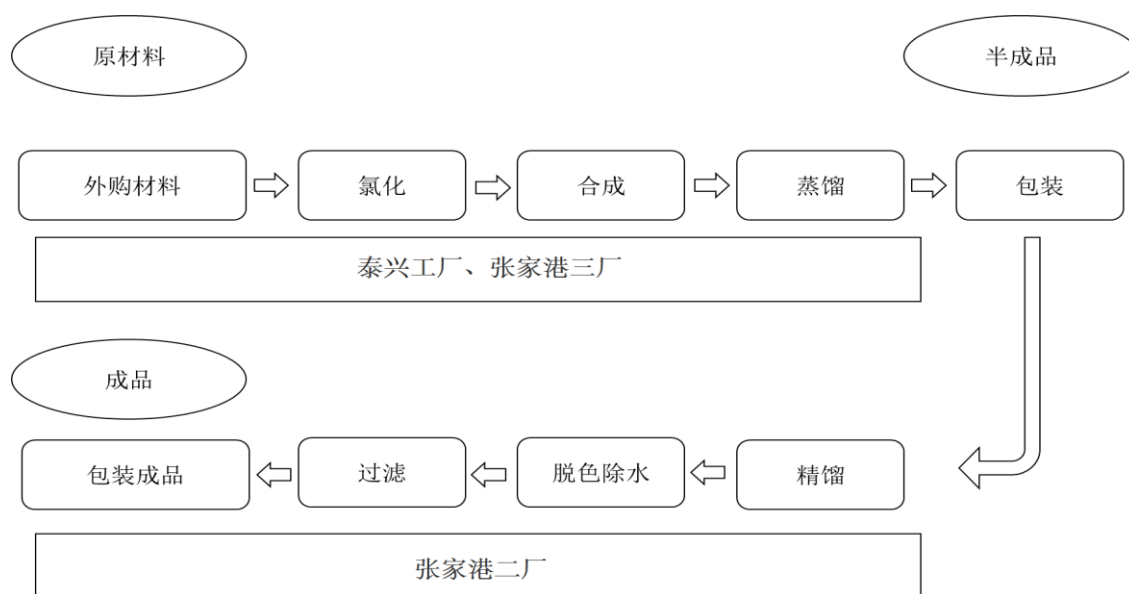 原材料
半成品
外购材料
氯化
合成
蒸馏
包装
泰兴工厂、张家港三厂
成品
包装成品
过滤
脱色除水
精馏
张家港二厂